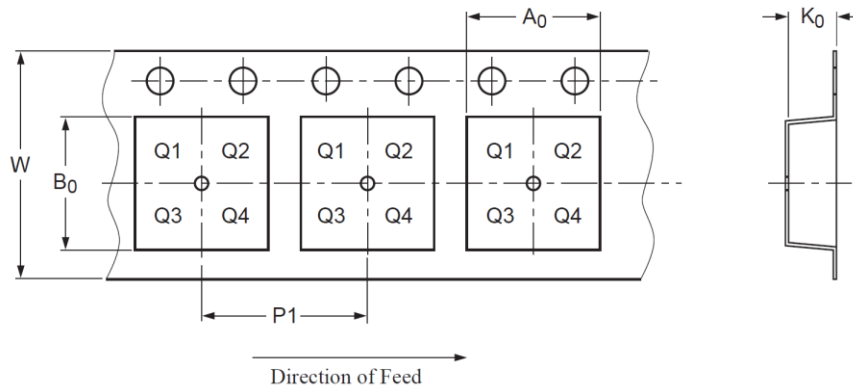 A0
K0
Q1 Q2 Q1 Q2 Q1 Q2
W
B0
Q3 Q4 Q3 Q4 Q3 Q4
P1
Direction of Feed